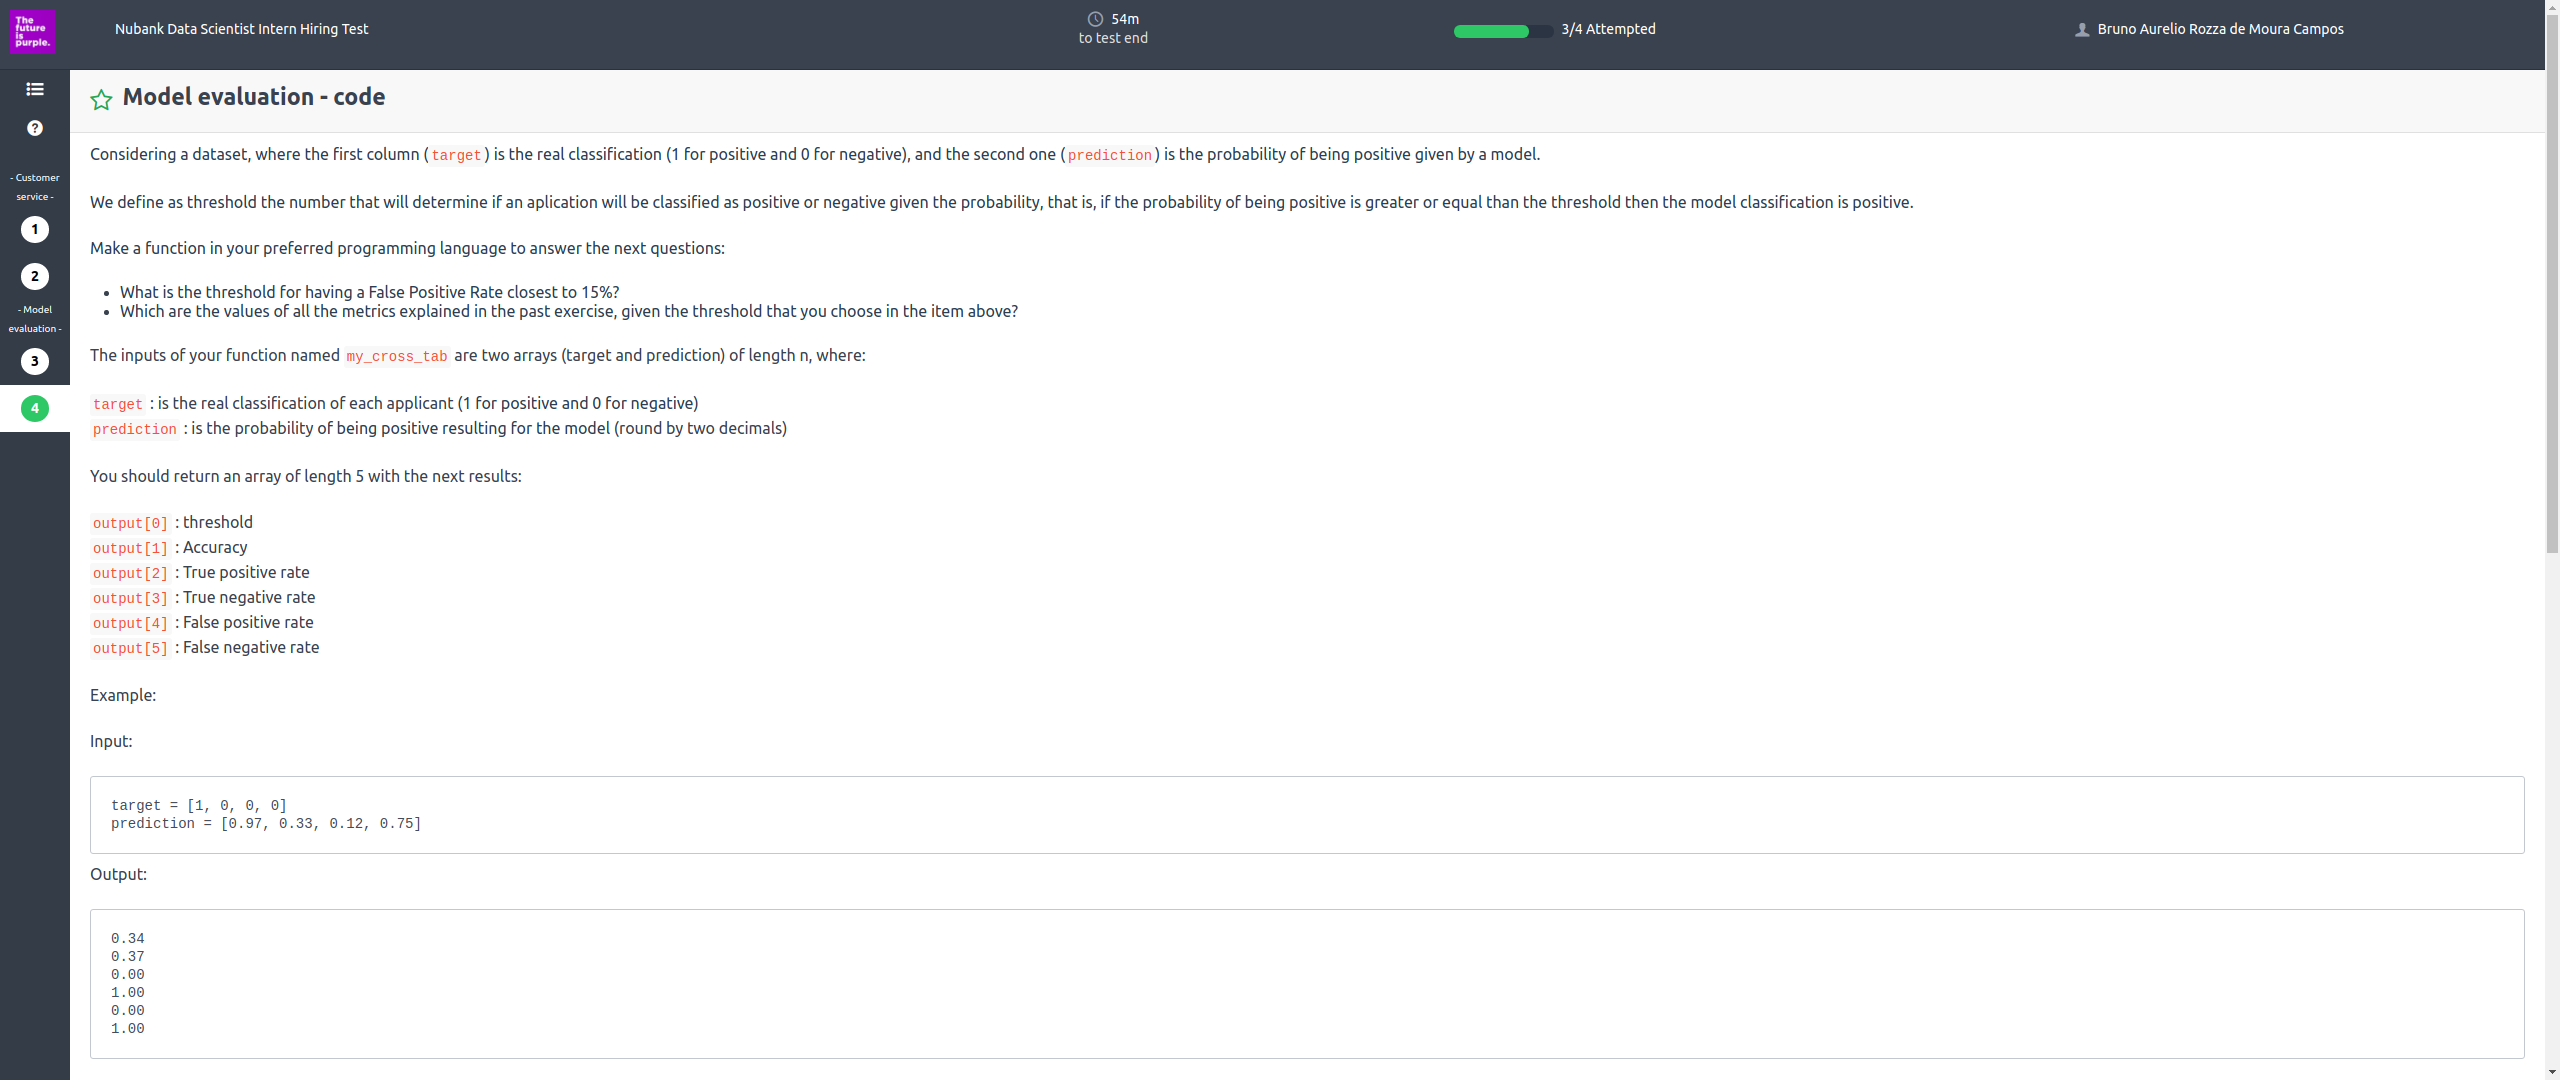 The
future
is
purple.
Nubank Data Scientist Intern Hiring Test
54m
to test end
3/4 Attempted
Bruno Aurelio Rozza de Moura Campos
- Customer
service -
1
2
- Model
evaluation -
3
4
Model evaluation - code
Considering a dataset, where the first column ( target ) is the real classification (1 for positive and 0 for negative), and the second one ( prediction ) is the probability of being positive given by a model.
We define as threshold the number that will determine if an aplication will be classified as positive or negative given the probability, that is, if the probability of being positive is greater or equal than the threshold then the model classification is positive.
Make a function in your preferred programming language to answer the next questions:
• What is the threshold for having a False Positive Rate closest to 15%?
• Which are the values of all the metrics explained in the past exercise, given the threshold that you choose in the item above?
The inputs of your function named my_cross_tab are two arrays (target and prediction) of length n, where:
target : is the real classification of each applicant (1 for positive and 0 for negative)
prediction : is the probability of being positive resulting for the model (round by two decimals)
You should return an array of length 5 with the next results:
output[0] : threshold
output[1] : Accuracy
output[2] : True positive rate
output[3] : True negative rate
output[4] : False positive rate
output[5] : False negative rate
Example:
Input:
target = [1, 0, 0, 0]
prediction = [0.97, 0.33, 0.12, 0.75]
Output:
0.34
0.37
0.00
1.00
0.00
1.00